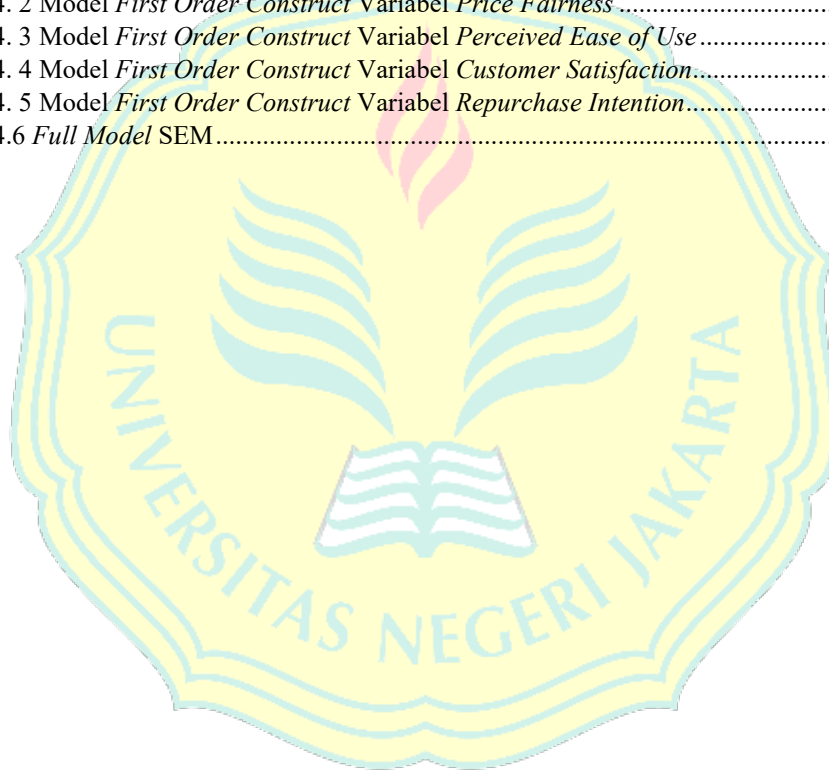 4. 2 Model First Order Construct Variabel Price Fairness ..............................
4. 3 Model First Order Construct Variabel Perceived Ease of Use ..................
4. 4 Model First Order Construct Variabel Customer Satisfaction...................
4. 5 Model First Order Construct Variabel Repurchase Intention....................
4.6 Full Model SEM ...................................................................................
UNIVERSITAS NEGERI JAKARTA